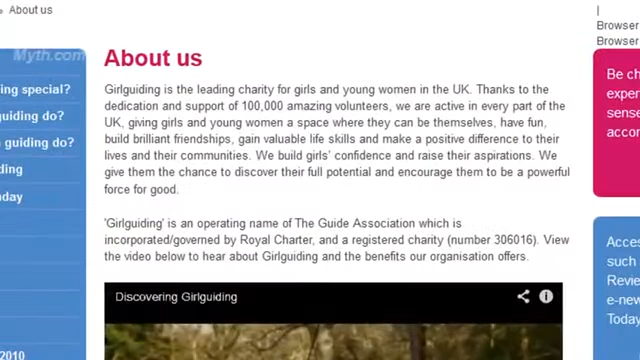 About us
|
Browser
Browser
Myth.com
About us
ing special?
guiding do?
guiding do?
ding
day
2010
Girlguiding is the leading charity for girls and young women in the UK. Thanks to the
dedication and support of 100,000 amazing volunteers, we are active in every part of the
UK, giving girls and young women a space where they can be themselves, have fun,
build brilliant friendships, gain valuable life skills and make a positive difference to their
lives and their communities. We build girls' confidence and raise their aspirations. We
give them the chance to discover their full potential and encourage them to be a powerful
force for good.
'Girlguiding' is an operating name of The Guide Association which is
incorporated/governed by Royal Charter, and a registered charity (number 306016). View
the video below to hear about Girlguiding and the benefits our organisation offers.
Discovering Girlguiding
Be ch
exper
sense
accor
Acces
such
Revie
e-new
Today